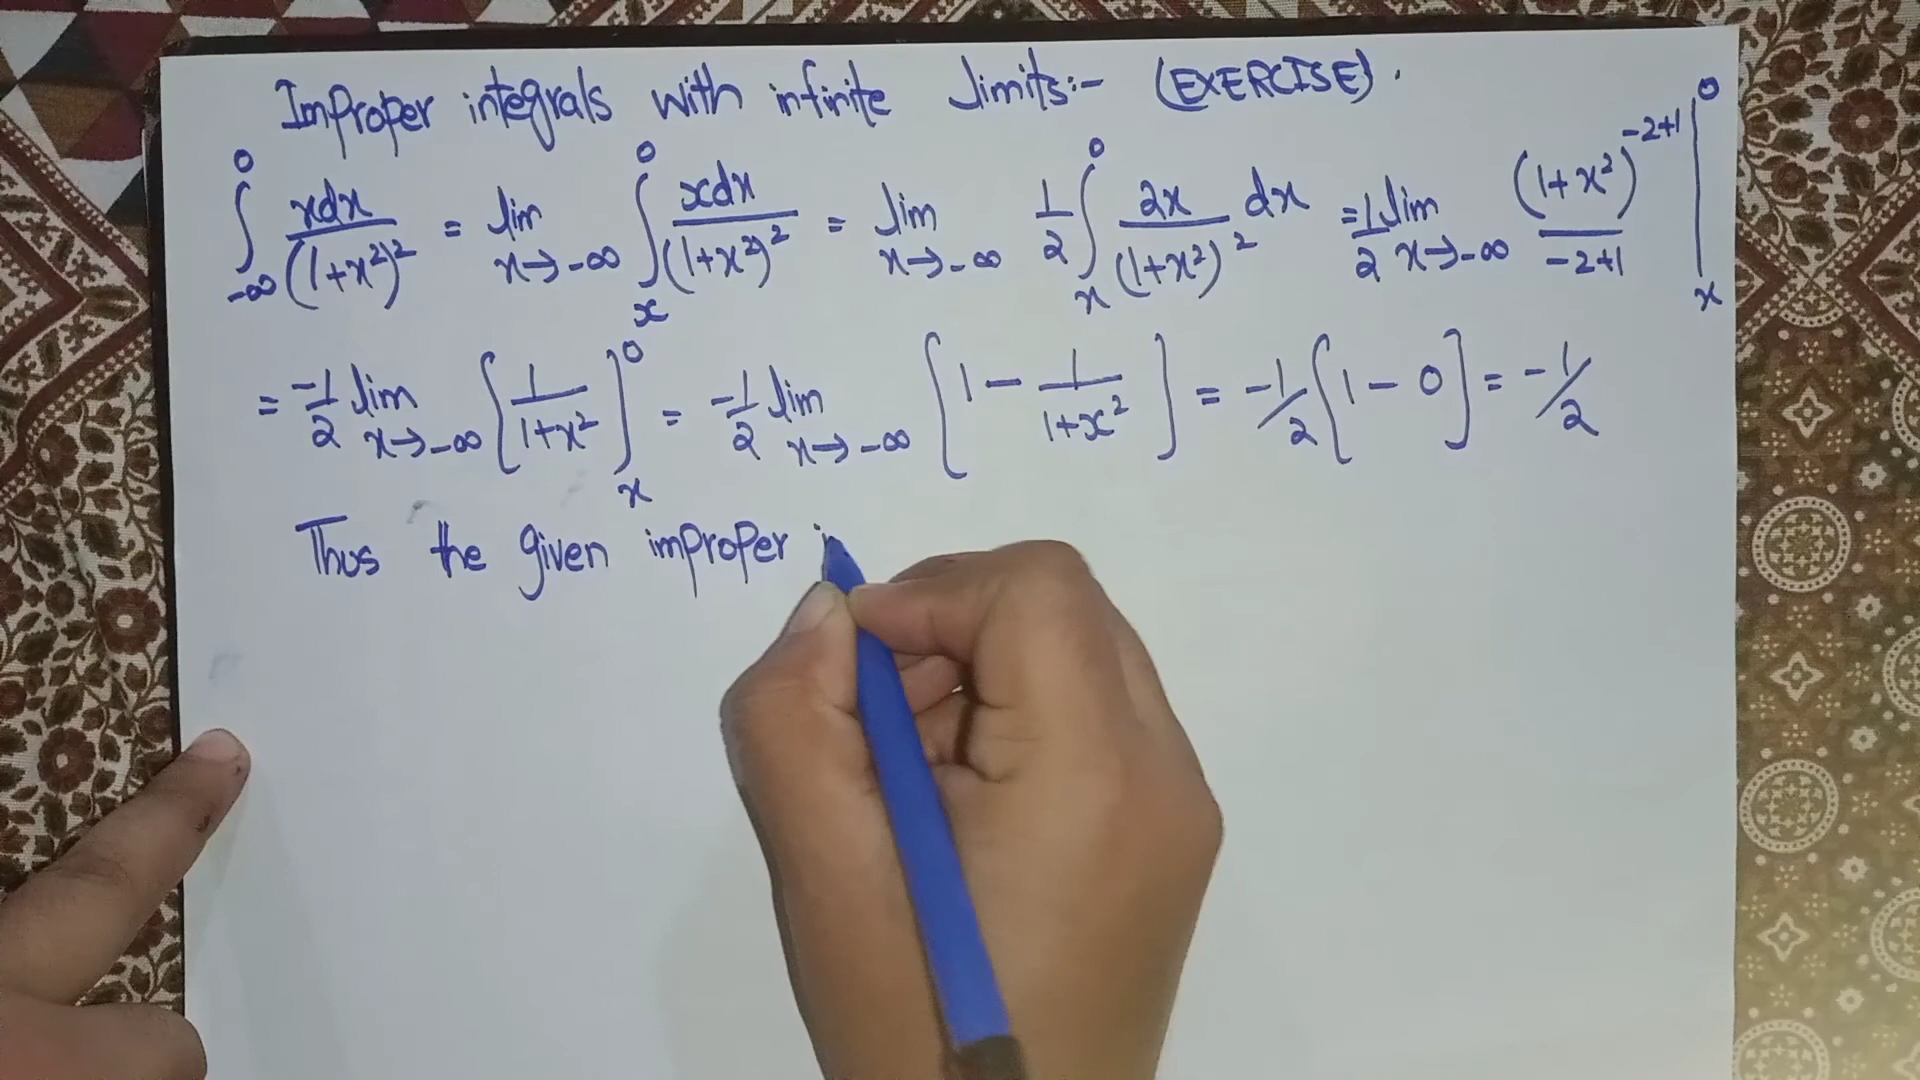 Improper integrals with infinite limits:- (EXERCISE).
∫_{-∞}^{0} xdx/(1+x²)² = lim_{x→-∞} ∫_{x}^{0} xdx/(1+x²)² = lim_{x→-∞} 1/2 ∫_{x}^{0} 2x/(1+x²)² dx = 1/2 lim_{x→-∞} (1+x²)^{-2+1}/(-2+1) |_{x}^{0}
= -1/2 lim_{x→-∞} [1/(1+x²)]_{x}^{0} = -1/2 lim_{x→-∞} [1 - 1/(1+x²)] = -1/2 [1 - 0] = -1/2
Thus the given improper